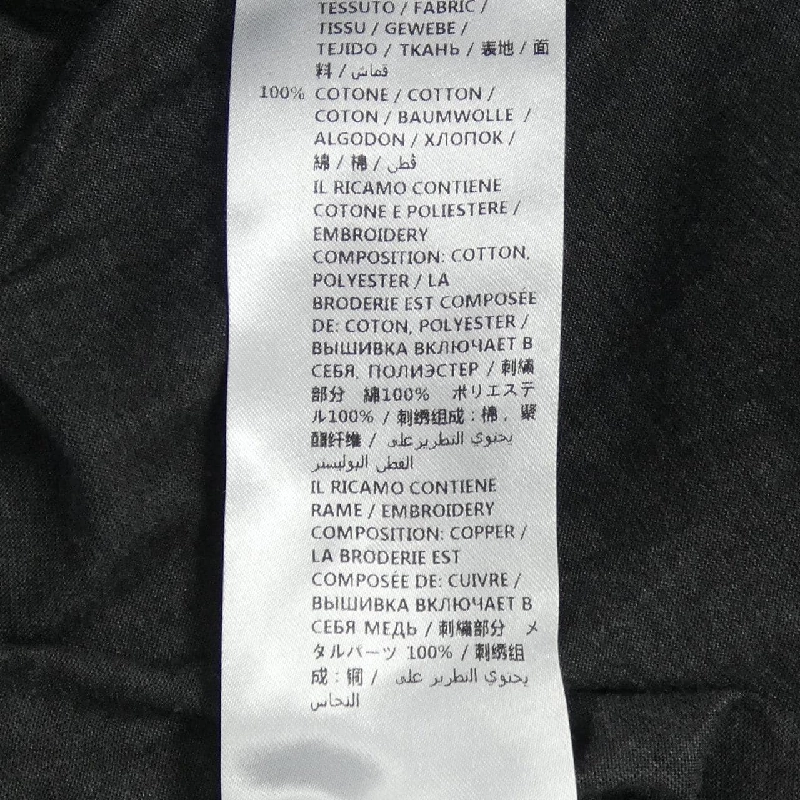 TESSUTO / FABRIC /
TISSU / GEWEBE /
TEJIDO / ТКАНЬ / 表地 / 面
料 / قماش
100% COTONE / COTTON /
COTON / BAUMWOLLE /
ALGODON / ХЛОПОК /
綿 / 棉 / قطن
IL RICAMO CONTIENE
COTONE E POLIESTERE /
EMBROIDERY
COMPOSITION: COTTON,
POLYESTER / LA
BRODERIE EST COMPOSÉE
DE: COTON, POLYESTER /
ВЫШИВКА ВКЛЮЧАЕТ В
СЕБЯ, ПОЛИЭСТЕР / 刺繍
部分 綿100% ポリエステ
ル100% / 刺绣组成：棉，聚
酯纤维 / يحتوي التطريز على
القطن البوليستر
IL RICAMO CONTIENE
RAME / EMBROIDERY
COMPOSITION: COPPER /
LA BRODERIE EST
COMPOSÉE DE: CUIVRE /
ВЫШИВКА ВКЛЮЧАЕТ В
СЕБЯ МЕДЬ / 刺繍部分 メ
タルパーツ 100% / 刺绣组
成：铜 / يحتوي التطريز على
النحاس